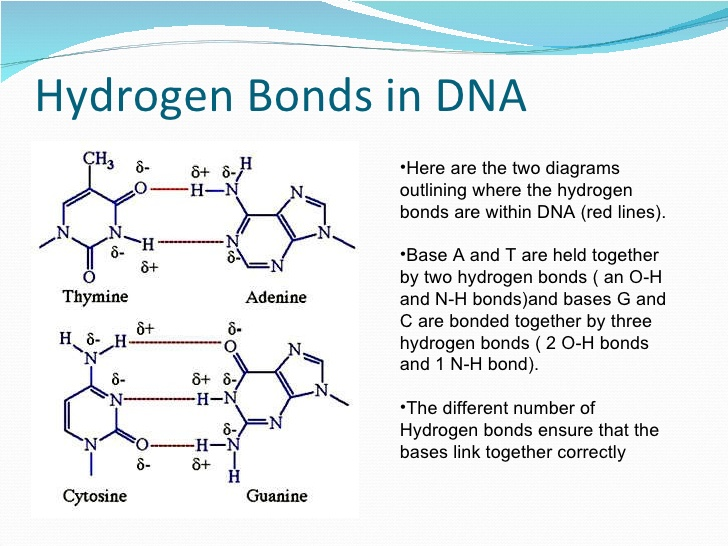 Hydrogen Bonds in DNA
CH3 δ- δ+ δ- H
O H N N
N N H N N
δ- δ+ δ- N
O
Thymine Adenine
H δ- H δ+ δ-
N O N
δ- N H δ+ δ- N N
N
N O H δ- N
δ- δ+ H
Cytosine Guanine
•Here are the two diagrams
outlining where the hydrogen
bonds are within DNA (red lines).
•Base A and T are held together
by two hydrogen bonds ( an O-H
and N-H bonds)and bases G and
C are bonded together by three
hydrogen bonds ( 2 O-H bonds
and 1 N-H bond).
•The different number of
Hydrogen bonds ensure that the
bases link together correctly